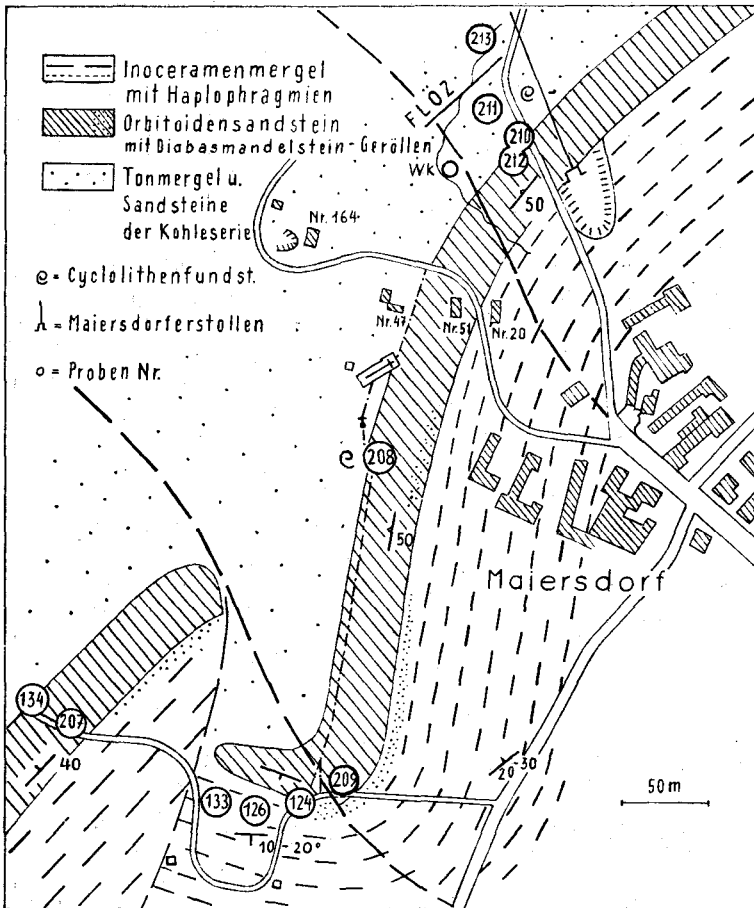 Inoceramenmergel
mit Haplophragmien
Orbitoidensandstein
mit Diabasmandelstein-Geröllen
Tonmergel u.
Sandsteine
der Kohleserie
= Cyclolithenfundst.
= Maiersdorferstollen
o = Proben Nr.
213
FLÖZ
211
210
212
WK
50
Nr. 164
Nr. 47
Nr. 51
Nr. 20
208
50
Maiersdorf
134
207
40
133
126
124
209
20-30
10-20°
50 m